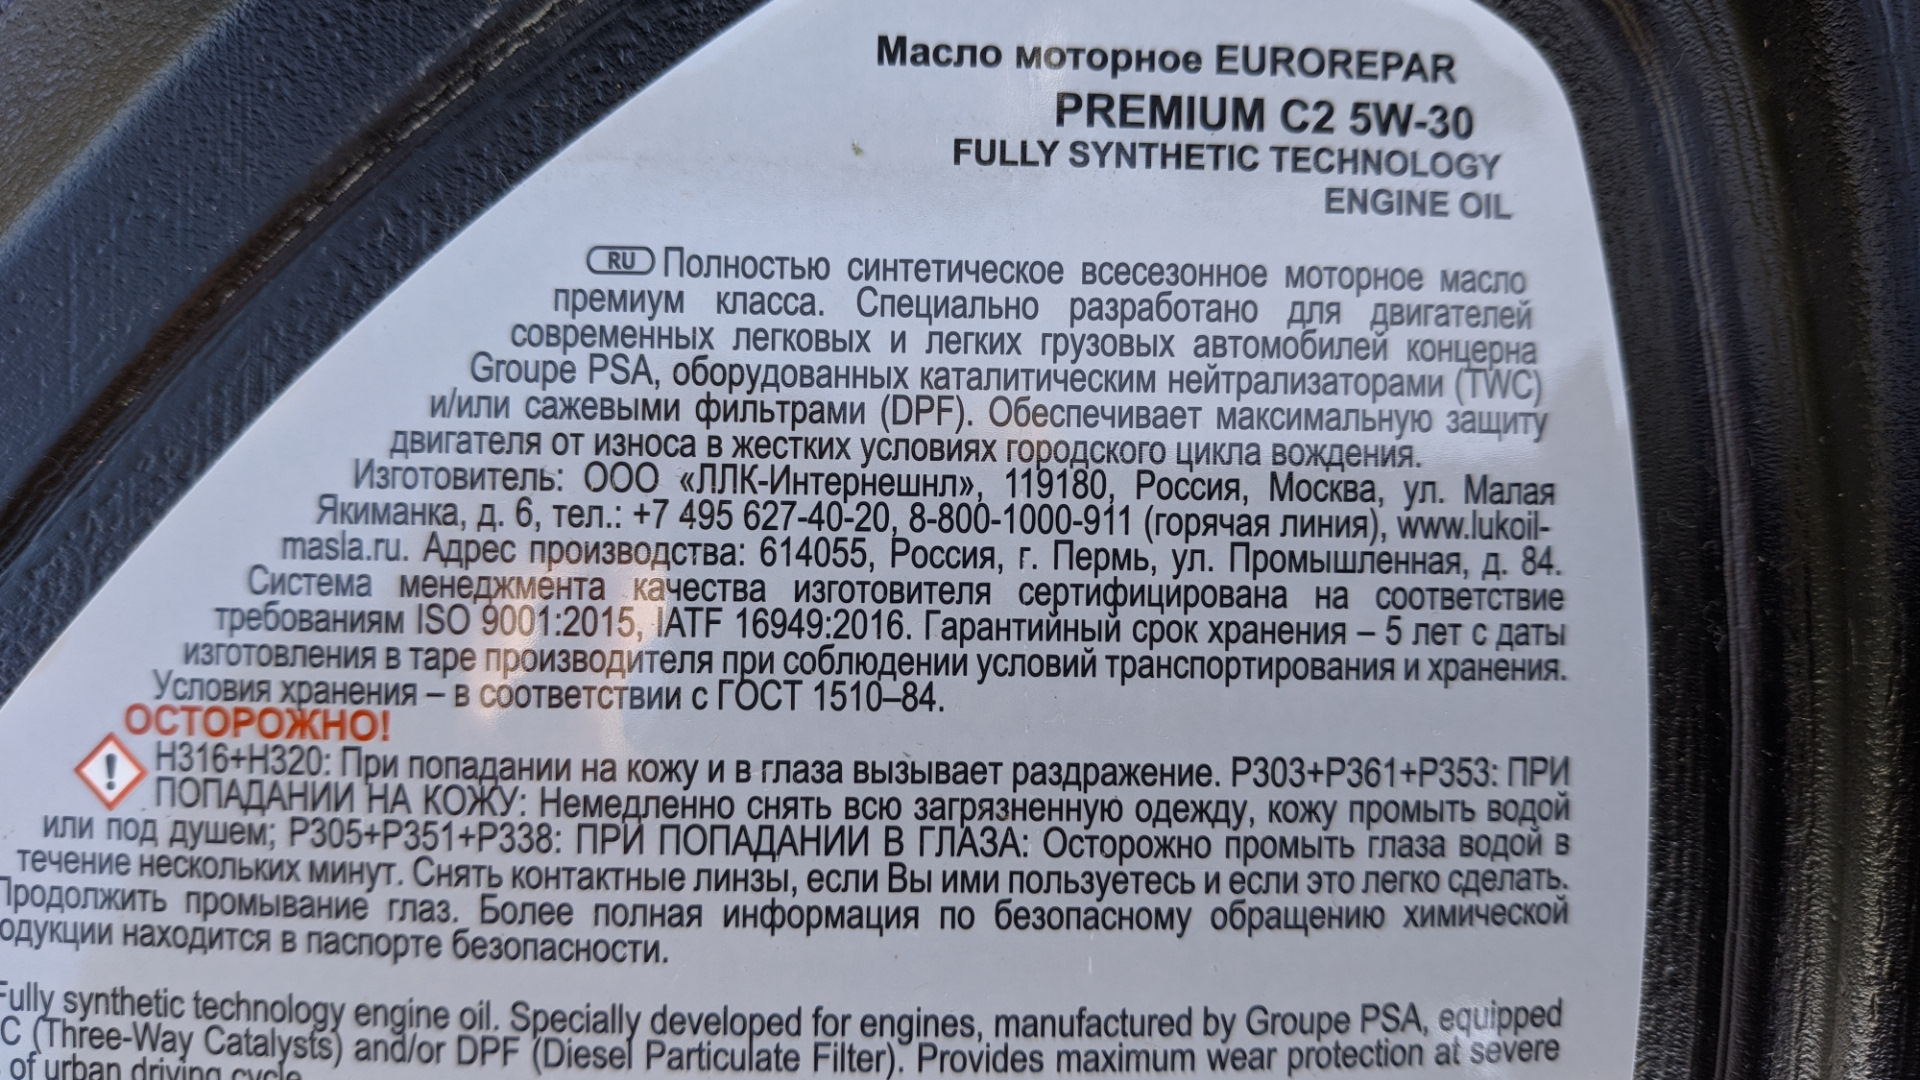 Масло моторное EUROREPAR
PREMIUM C2 5W-30
FULLY SYNTHETIC TECHNOLOGY
ENGINE OIL
RU Полностью синтетическое всесезонное моторное масло
премиум класса. Специально разработано для двигателей
современных легковых и легких грузовых автомобилей концерна
Groupe PSA, оборудованных каталитическим нейтрализаторами (TWC)
и/или сажевыми фильтрами (DPF). Обеспечивает максимальную защиту
двигателя от износа в жестких условиях городского цикла вождения.
Изготовитель: ООО «ЛЛК-Интернешнл», 119180, Россия, Москва, ул. Малая
Якиманка, д. 6, тел.: +7 495 627-40-20, 8-800-1000-911 (горячая линия), www.lukoil-
masla.ru. Адрес производства: 614055, Россия, г. Пермь, ул. Промышленная, д. 84.
Система менеджмента качества изготовителя сертифицирована на соответствие
требованиям ISO 9001:2015, IATF 16949:2016. Гарантийный срок хранения – 5 лет с даты
изготовления в таре производителя при соблюдении условий транспортирования и хранения.
Условия хранения – в соответствии с ГОСТ 1510–84.
ОСТОРОЖНО!
H316+H320: При попадании на кожу и в глаза вызывает раздражение. P303+P361+P353: ПРИ
ПОПАДАНИИ НА КОЖУ: Немедленно снять всю загрязненную одежду, кожу промыть водой
или под душем; P305+P351+P338: ПРИ ПОПАДАНИИ В ГЛАЗА: Осторожно промыть глаза водой в
течение нескольких минут. Снять контактные линзы, если Вы ими пользуетесь и если это легко сделать.
Продолжить промывание глаз. Более полная информация по безопасному обращению химической
одукции находится в паспорте безопасности.
Fully synthetic technology engine oil. Specially developed for engines, manufactured by Groupe PSA, equipped
C (Three-Way Catalysts) and/or DPF (Diesel Particulate Filter). Provides maximum wear protection at severe
of urban driving cycle.